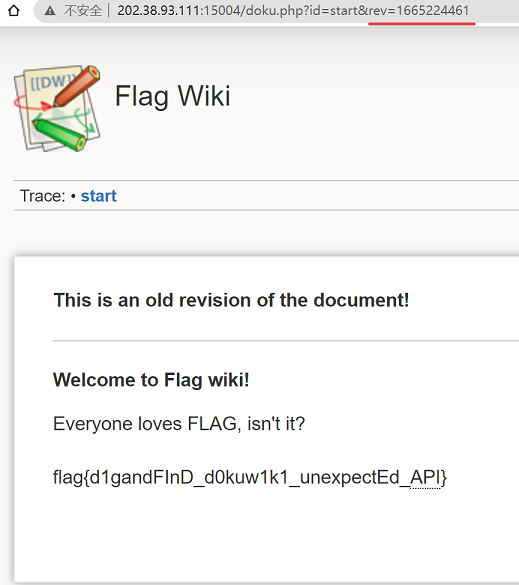 不安全 | 202.38.93.111:15004/doku.php?id=start&rev=1665224461
[[DW]]
Flag Wiki
Trace: • start
This is an old revision of the document!
Welcome to Flag wiki!
Everyone loves FLAG, isn't it?
flag{d1gandFInD_d0kuw1k1_unexpectEd_API}